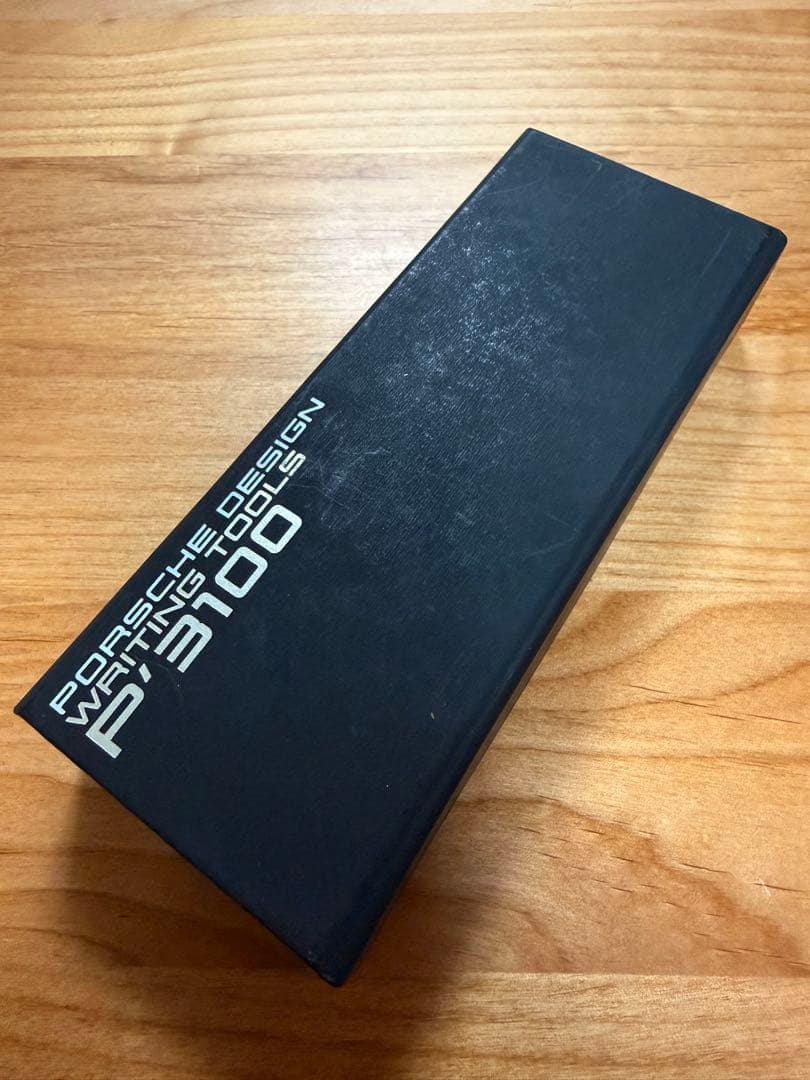 PORSCHE DESIGN
WRITING TOOLS
P'3100